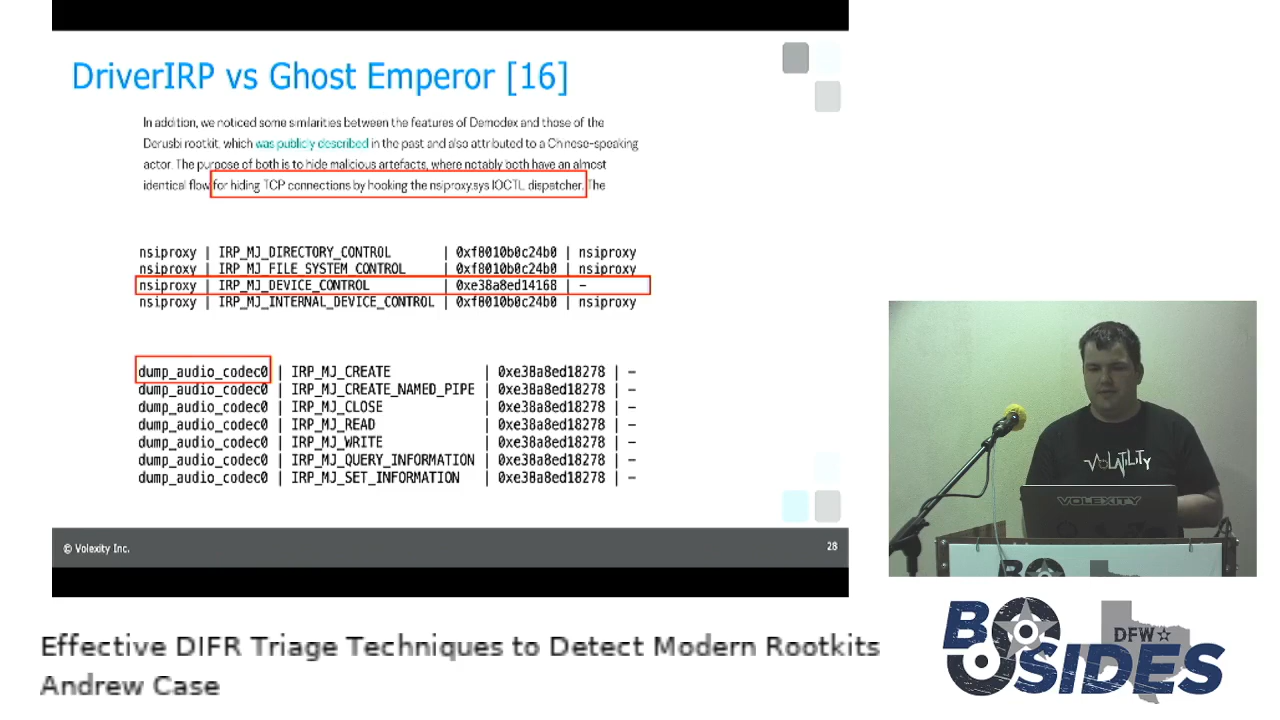 DriverIRP vs Ghost Emperor [16]
In addition, we noticed some similarities between the features of Demodex and those of the
Derusbi rootkit, which was publicly described in the past and also attributed to a Chinese-speaking
actor. The purpose of both is to hide malicious artefacts, where notably both have an almost
identical flow for hiding TCP connections by hooking the nsiproxy.sys IOCTL dispatcher. The
nsiproxy | IRP_MJ_DIRECTORY_CONTROL | 0xf8010b0c24b0 | nsiproxy
nsiproxy | IRP_MJ_FILE_SYSTEM_CONTROL | 0xf8010b0c24b0 | nsiproxy
nsiproxy | IRP_MJ_DEVICE_CONTROL | 0xe38a8ed14168 | -
nsiproxy | IRP_MJ_INTERNAL_DEVICE_CONTROL | 0xf8010b0c24b0 | nsiproxy
dump_audio_codec0 | IRP_MJ_CREATE | 0xe38a8ed18278 | -
dump_audio_codec0 | IRP_MJ_CREATE_NAMED_PIPE | 0xe38a8ed18278 | -
dump_audio_codec0 | IRP_MJ_CLOSE | 0xe38a8ed18278 | -
dump_audio_codec0 | IRP_MJ_READ | 0xe38a8ed18278 | -
dump_audio_codec0 | IRP_MJ_WRITE | 0xe38a8ed18278 | -
dump_audio_codec0 | IRP_MJ_QUERY_INFORMATION | 0xe38a8ed18278 | -
dump_audio_codec0 | IRP_MJ_SET_INFORMATION | 0xe38a8ed18278 | -
© Volexity Inc.
28
VOLATILITY
VOLEXITY
Effective DIFR Triage Techniques to Detect Modern Rootkits
Andrew Case
BSIDES
DFW